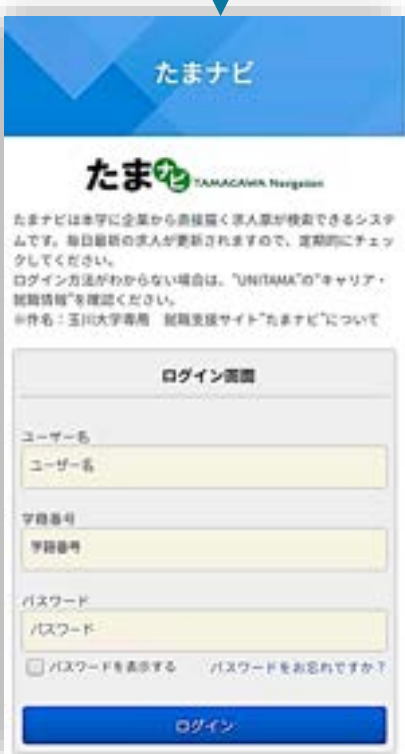 たまナビ
たまナビ TAMAGAWA Navigation
たまナビは本学に企業から直接届く求人票が検索できるシステ
ムです。毎日最新の求人が更新されますので、定期的にチェッ
クしてください。
ログイン方法がわからない場合は、"UNITAMA"の"キャリア・
就職情報"を確認ください。
※件名：玉川大学専用　就職支援サイト"たまナビ"について
ログイン画面
ユーザー名
ユーザー名
学籍番号
学籍番号
パスワード
パスワード
パスワードを表示する パスワードをお忘れですか？
ログイン